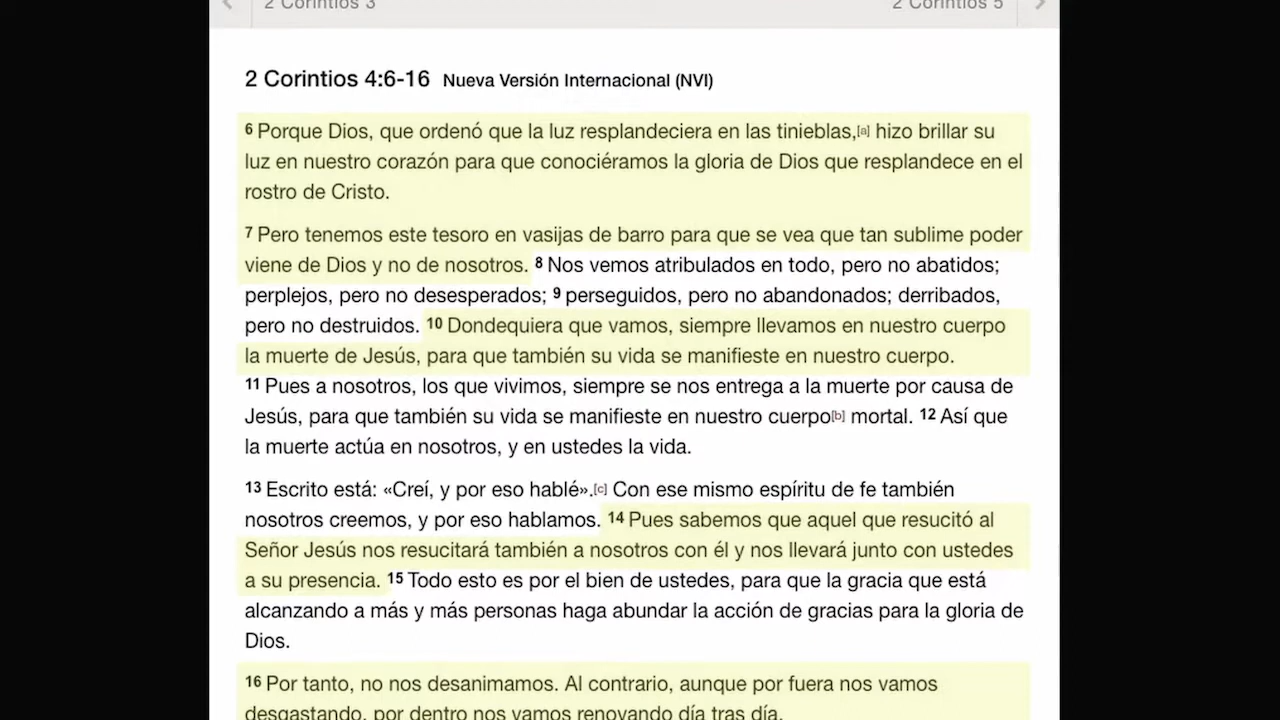 2 Corintios 3
2 Corintios 5
2 Corintios 4:6-16 Nueva Versión Internacional (NVI)
6 Porque Dios, que ordenó que la luz resplandeciera en las tinieblas,[a] hizo brillar su
luz en nuestro corazón para que conociéramos la gloria de Dios que resplandece en el
rostro de Cristo.
7 Pero tenemos este tesoro en vasijas de barro para que se vea que tan sublime poder
viene de Dios y no de nosotros. 8 Nos vemos atribulados en todo, pero no abatidos;
perplejos, pero no desesperados; 9 perseguidos, pero no abandonados; derribados,
pero no destruidos. 10 Dondequiera que vamos, siempre llevamos en nuestro cuerpo
la muerte de Jesús, para que también su vida se manifieste en nuestro cuerpo.
11 Pues a nosotros, los que vivimos, siempre se nos entrega a la muerte por causa de
Jesús, para que también su vida se manifieste en nuestro cuerpo[b] mortal. 12 Así que
la muerte actúa en nosotros, y en ustedes la vida.
13 Escrito está: «Creí, y por eso hablé».[c] Con ese mismo espíritu de fe también
nosotros creemos, y por eso hablamos. 14 Pues sabemos que aquel que resucitó al
Señor Jesús nos resucitará también a nosotros con él y nos llevará junto con ustedes
a su presencia. 15 Todo esto es por el bien de ustedes, para que la gracia que está
alcanzando a más y más personas haga abundar la acción de gracias para la gloria de
Dios.
16 Por tanto, no nos desanimamos. Al contrario, aunque por fuera nos vamos
desgastando, por dentro nos vamos renovando día tras día.